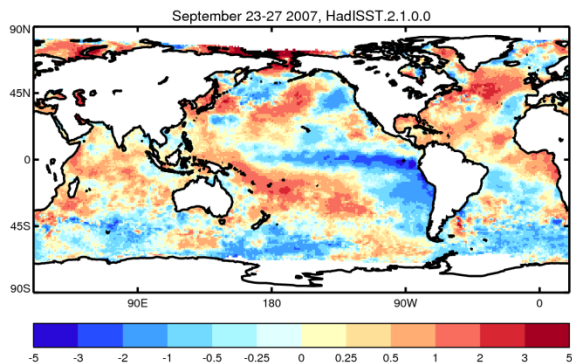 September 23-27 2007, HadISST.2.1.0.0
90N
45N
0
45S
90S
90E 180 90W 0
-5 -3 -2 -1 -0.5 -0.25 0 0.25 0.5 1 2 3 5